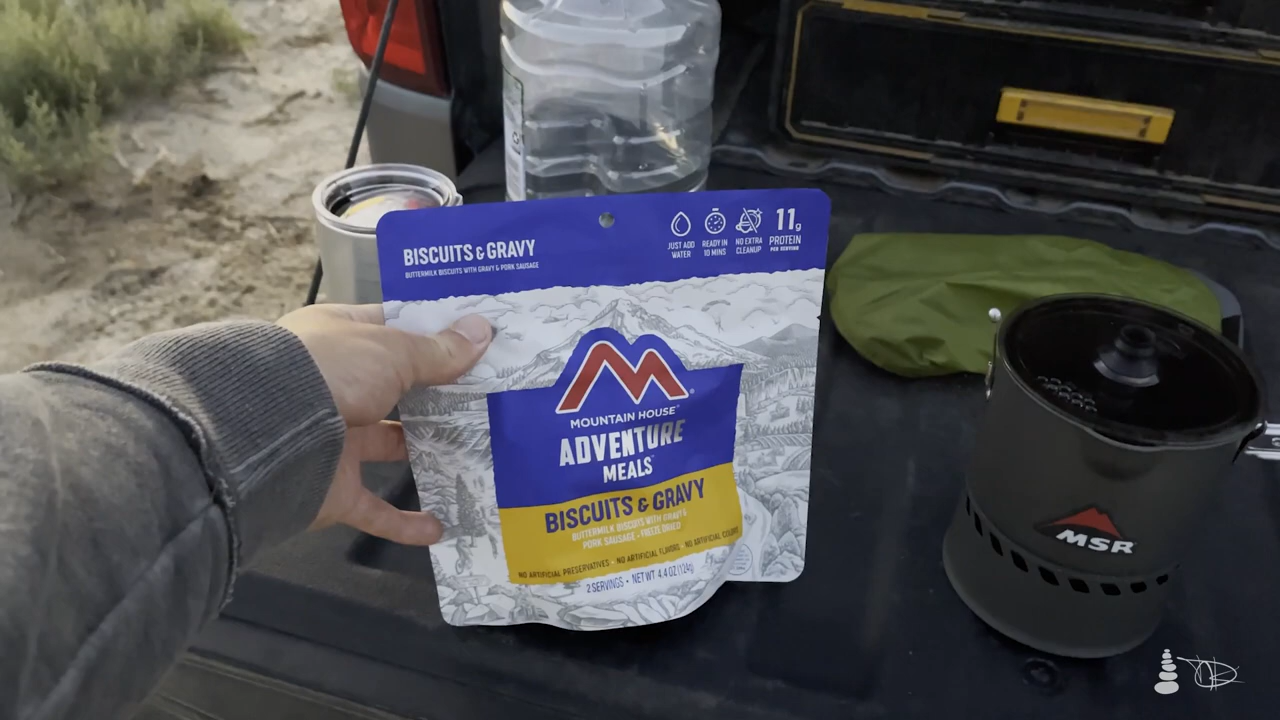 BISCUITS & GRAVY
BUTTERMILK BISCUITS WITH GRAVY & PORK SAUSAGE
JUST ADD
WATER
READY IN
10 MINS
NO EXTRA
CLEANUP
11g
PROTEIN
PER SERVING
MOUNTAIN HOUSE®
ADVENTURE
MEALS™
BISCUITS & GRAVY
BUTTERMILK BISCUITS WITH GRAVY &
PORK SAUSAGE - FREEZE DRIED
NO ARTIFICIAL PRESERVATIVES • NO ARTIFICIAL FLAVORS • NO ARTIFICIAL COLORS
2 SERVINGS • NET WT 4.4 OZ (124g)
MSR